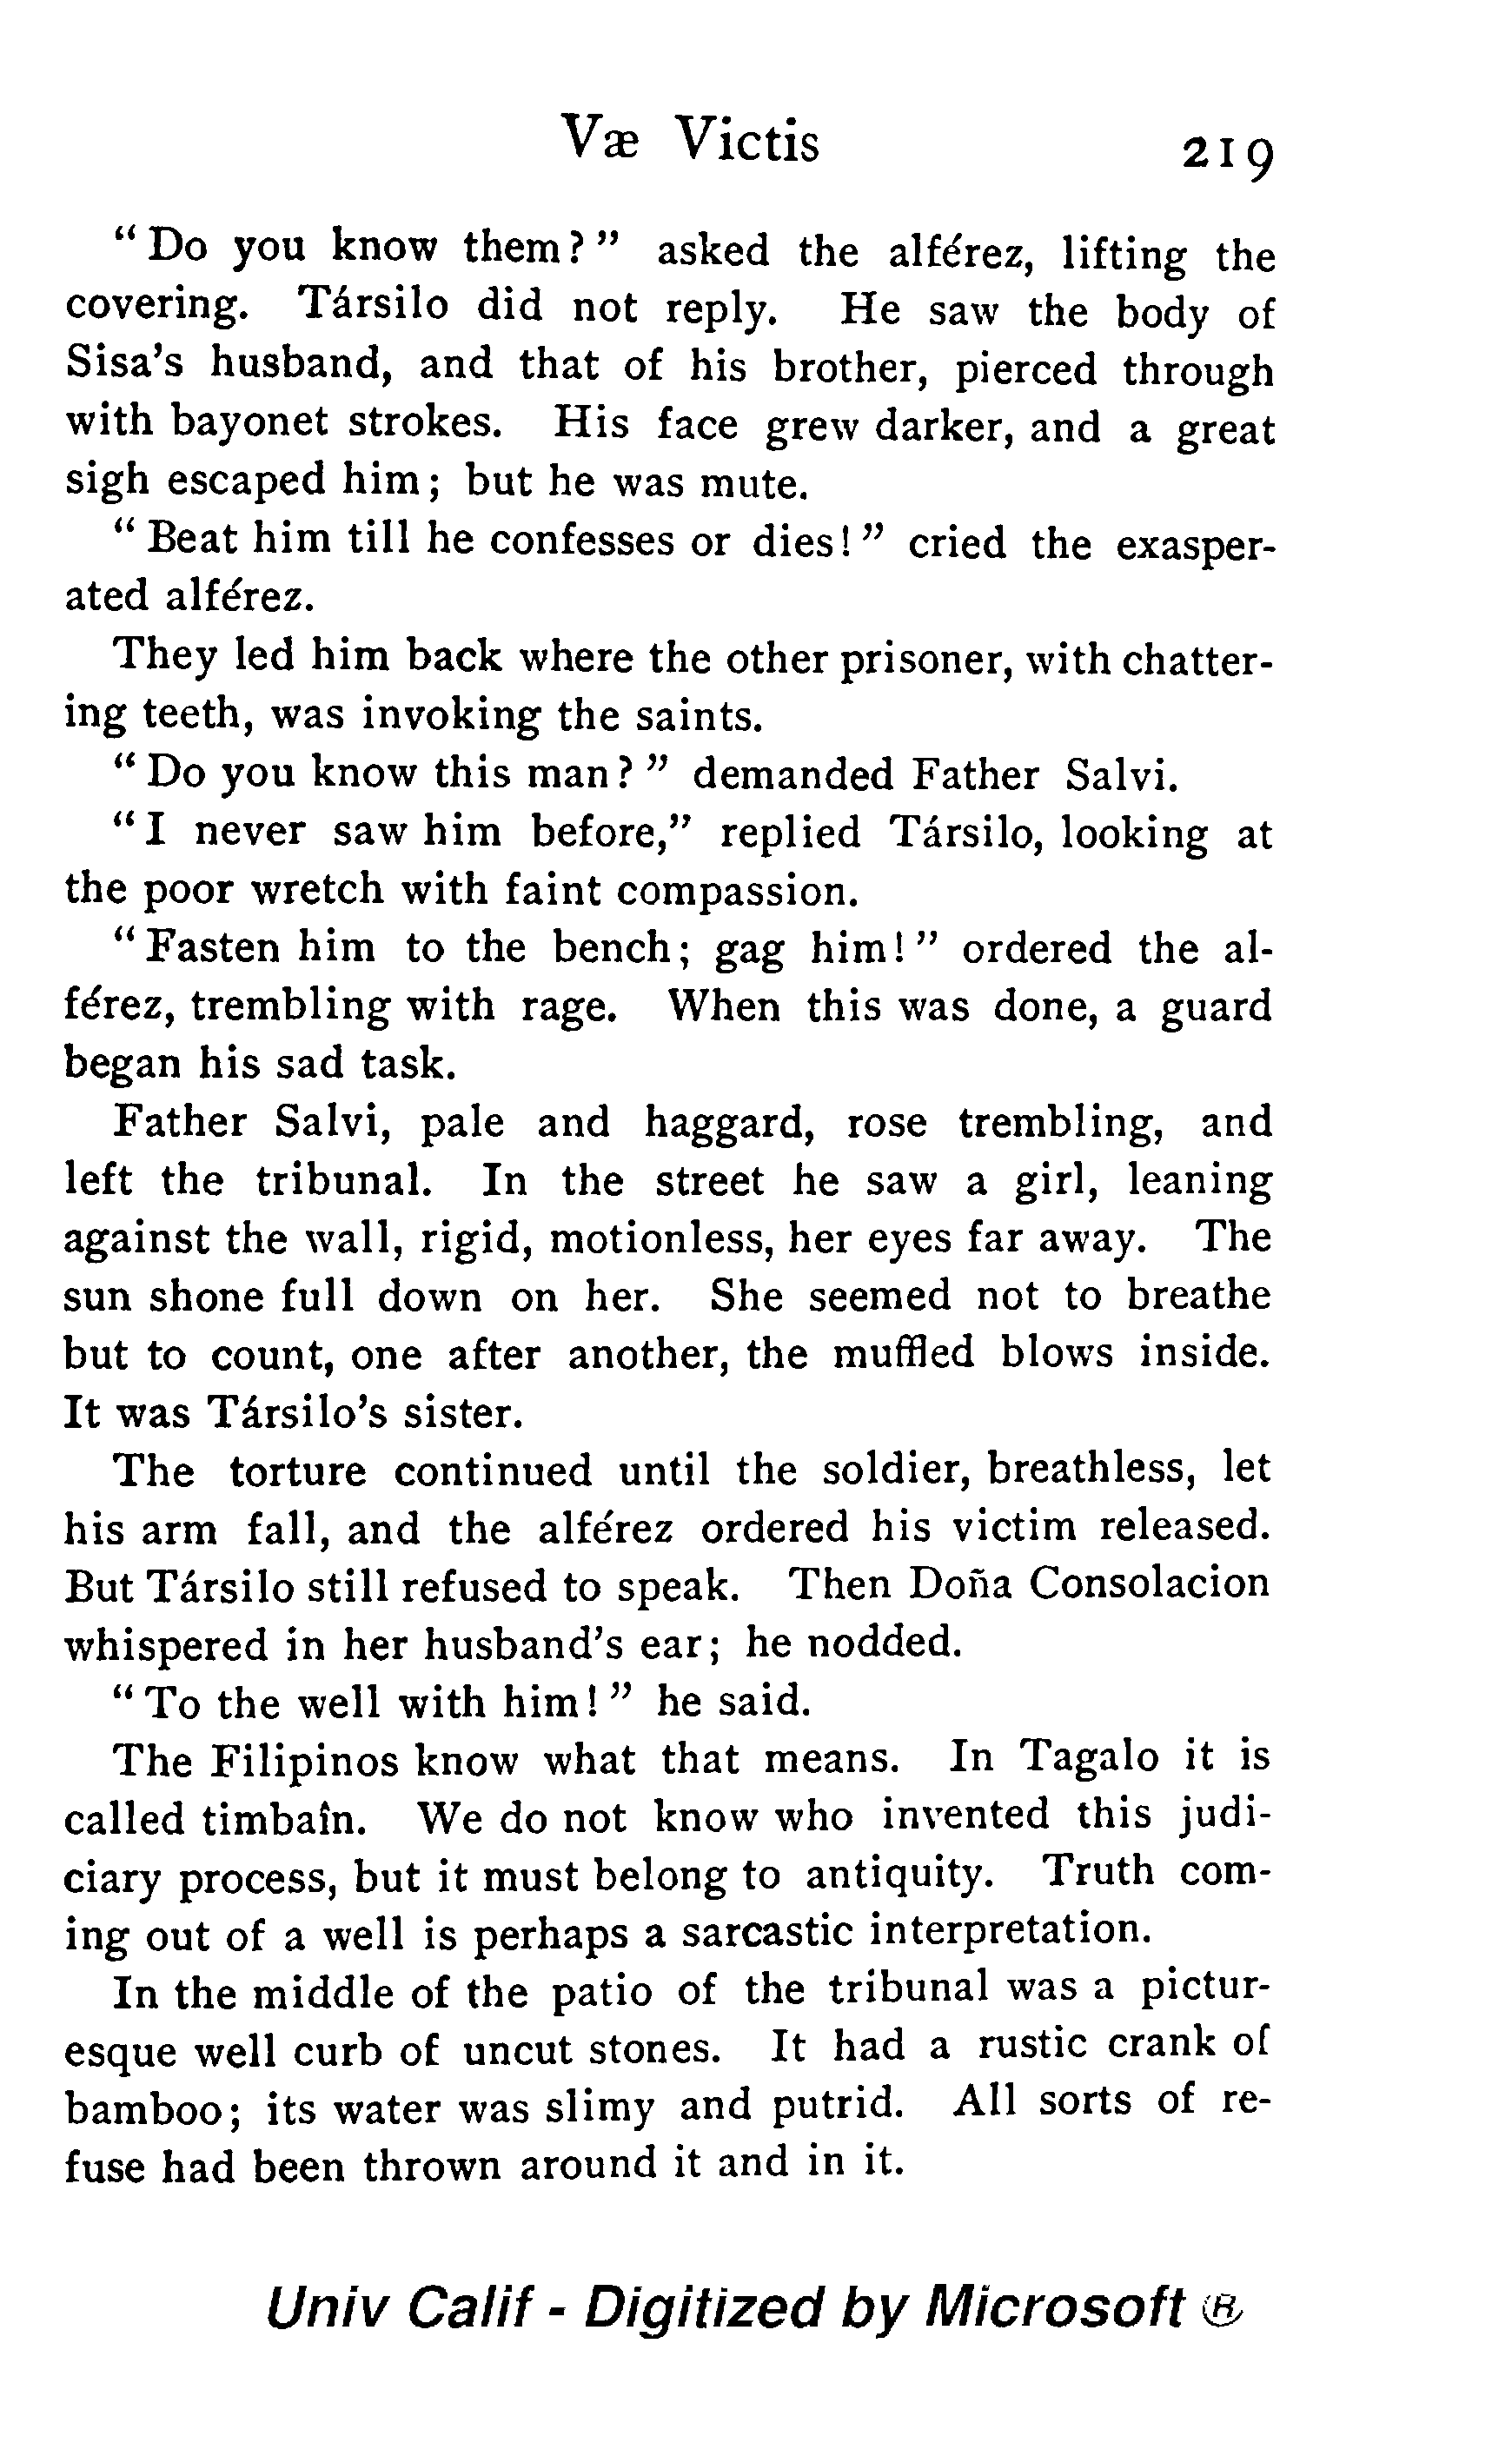 Væ Victis 219
" Do you know them? " asked the alférez, lifting the
covering. Társilo did not reply. He saw the body of
Sisa's husband, and that of his brother, pierced through
with bayonet strokes. His face grew darker, and a great
sigh escaped him; but he was mute.
" Beat him till he confesses or dies! " cried the exasper-
ated alférez.
They led him back where the other prisoner, with chatter-
ing teeth, was invoking the saints.
" Do you know this man? " demanded Father Salvi.
" I never saw him before," replied Társilo, looking at
the poor wretch with faint compassion.
" Fasten him to the bench; gag him! " ordered the al-
férez, trembling with rage. When this was done, a guard
began his sad task.
Father Salvi, pale and haggard, rose trembling, and
left the tribunal. In the street he saw a girl, leaning
against the wall, rigid, motionless, her eyes far away. The
sun shone full down on her. She seemed not to breathe
but to count, one after another, the muffled blows inside.
It was Társilo's sister.
The torture continued until the soldier, breathless, let
his arm fall, and the alférez ordered his victim released.
But Társilo still refused to speak. Then Doña Consolacion
whispered in her husband's ear; he nodded.
" To the well with him! " he said.
The Filipinos know what that means. In Tagalo it is
called timbaîn. We do not know who invented this judi-
ciary process, but it must belong to antiquity. Truth com-
ing out of a well is perhaps a sarcastic interpretation.
In the middle of the patio of the tribunal was a pictur-
esque well curb of uncut stones. It had a rustic crank of
bamboo; its water was slimy and putrid. All sorts of re-
fuse had been thrown around it and in it.
Univ Calif - Digitized by Microsoft ®